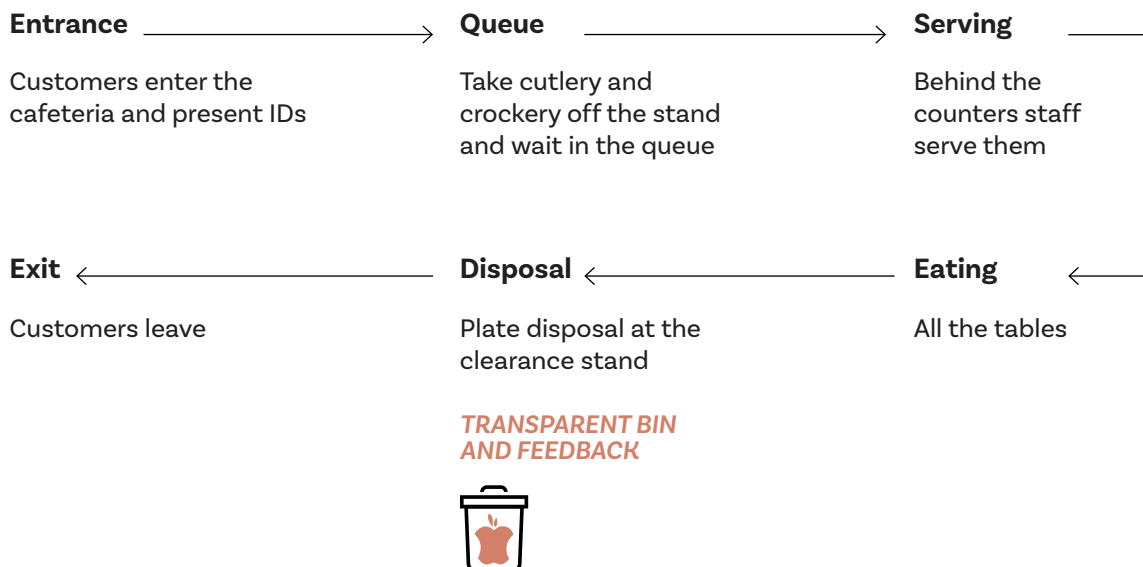 Entrance
Customers enter the
cafeteria and present IDs
Queue
Take cutlery and
crockery off the stand
and wait in the queue
Serving
Behind the
counters staff
serve them
Exit
Customers leave
Disposal
Plate disposal at the
clearance stand
TRANSPARENT BIN
AND FEEDBACK
Eating
All the tables